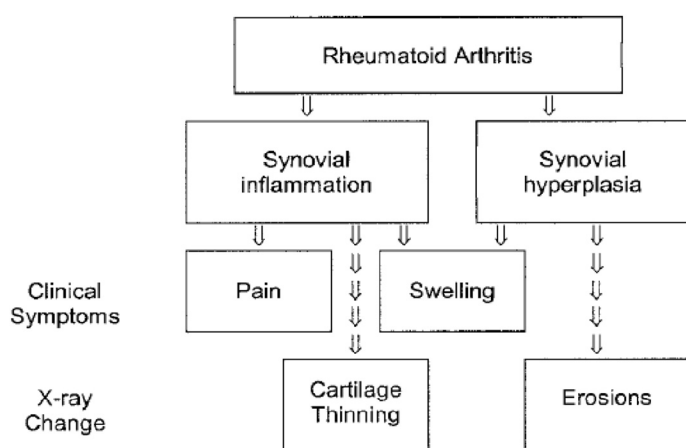 Rheumatoid Arthritis
Synovial
inflammation
Synovial
hyperplasia
Clinical
Symptoms
Pain
Swelling
X-ray
Change
Cartilage
Thinning
Erosions